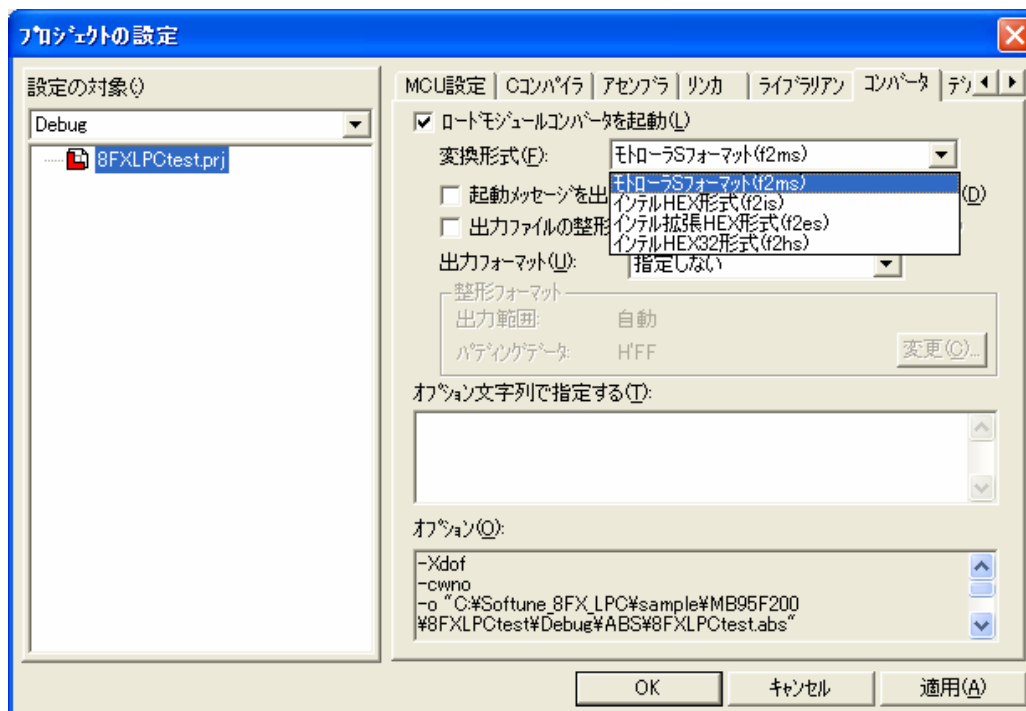 プロジェクトの設定
設定の対象(:)
Debug
8FXLPCtest.prj
MCU設定
Cコンパイラ
アセンブラ
リンカ
ライブラリアン
コンバータ
ロードモジュールコンバータを起動(L)
変換形式(F):
モトローラSフォーマット(f2ms)
モトローラSフォーマット(f2ms)
インテルHEX形式(f2is)
インテル拡張HEX形式(f2es)
インテルHEX32形式(f2hs)
起動メッセージを出
(D)
出力ファイルの整形
出力フォーマット(U):
指定しない
整形フォーマット
出力範囲:
自動
パディングデータ:
H'FF
変更(C)...
オプション文字列で指定する(T):
オプション(O):
-Xdof
-cwno
-o "C:¥Softune_8FX_LPC¥sample¥MB95F200
¥8FXLPCtest¥Debug¥ABS¥8FXLPCtest.abs"
OK
キャンセル
適用(A)